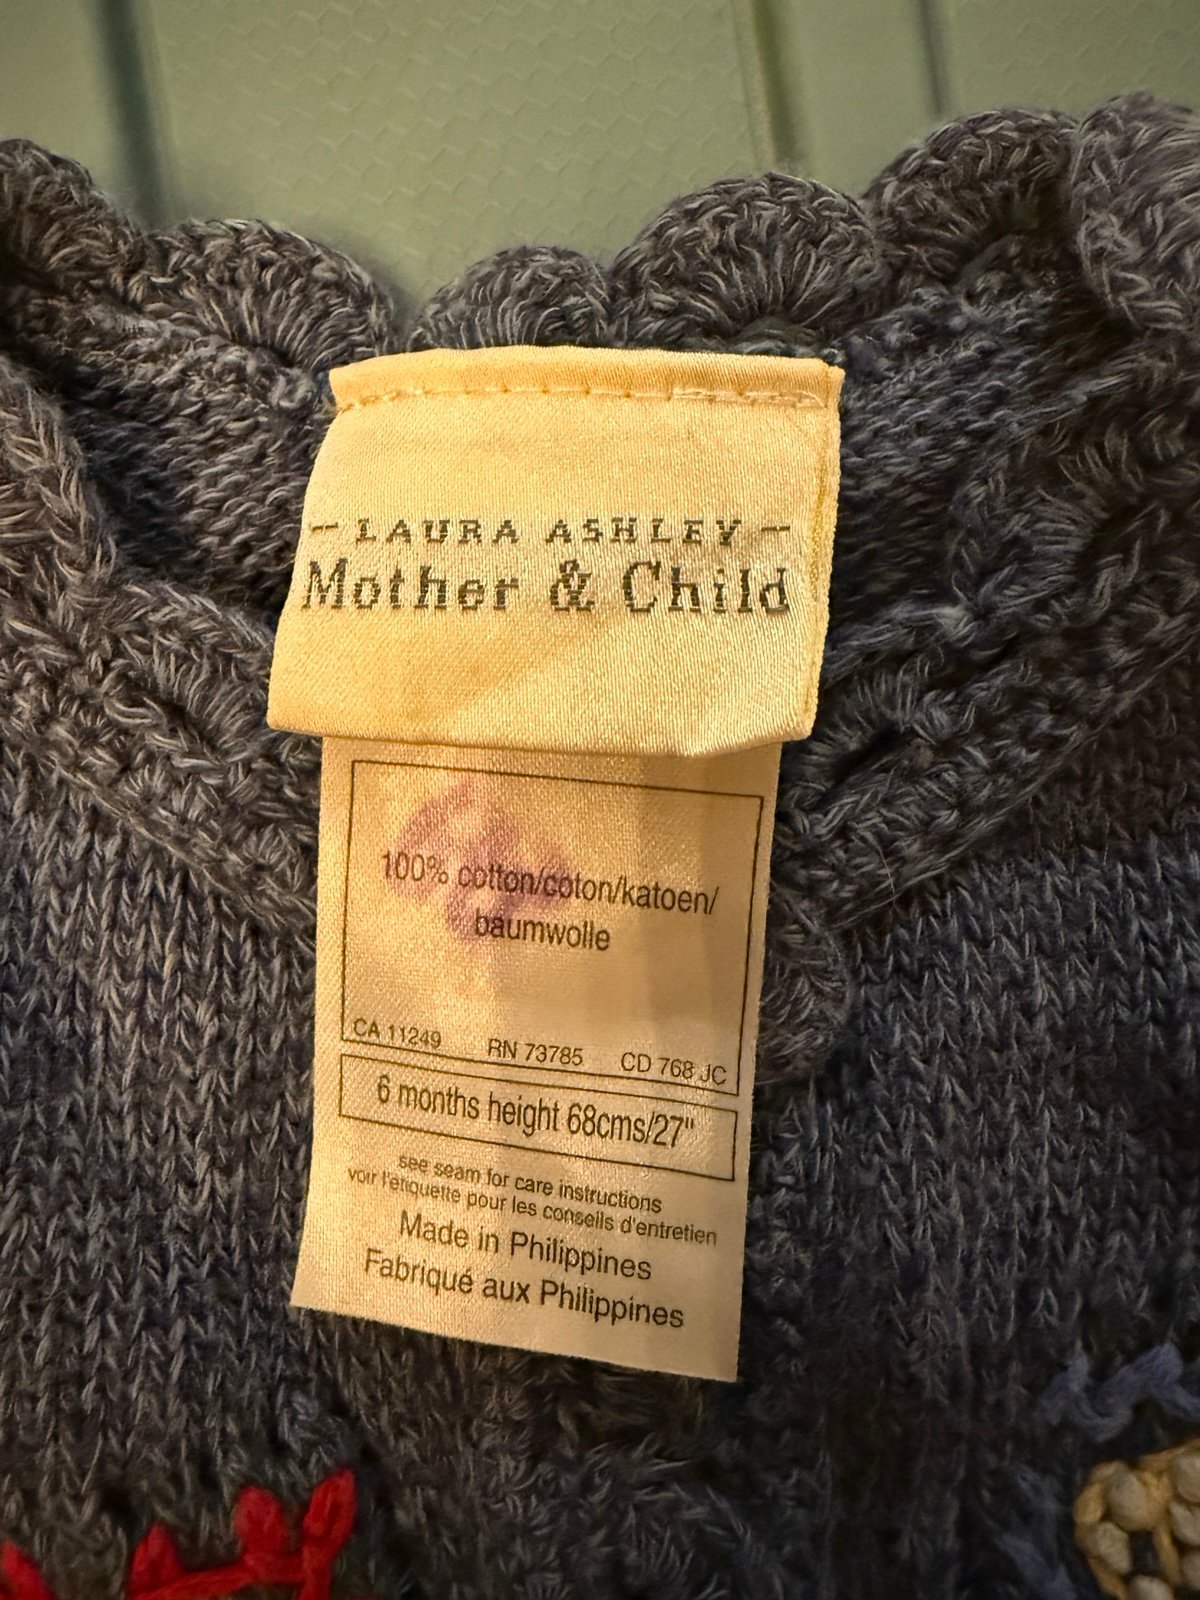 – LAURA ASHLEY –
Mother & Child
100% cotton/coton/katoen/
baumwolle
CA 11249 RN 73785 CD 768 JC
6 months height 68cms/27"
see seam for care instructions
voir l'etiquette pour les conseils d'entretien
Made in Philippines
Fabriqué aux Philippines